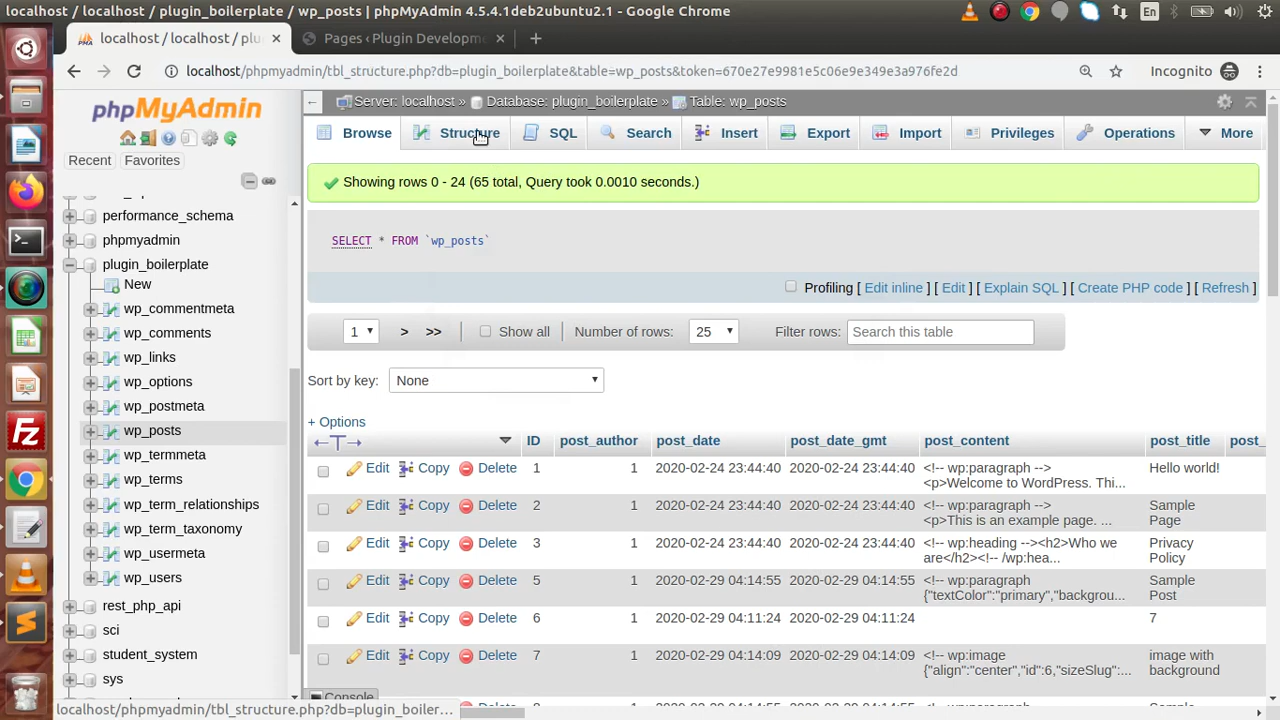 localhost / localhost / plugin_boilerplate / wp_posts | phpMyAdmin 4.5.4.1deb2ubuntu2.1 - Google Chrome
En
localhost / localhost / plu
Pages ‹ Plugin Developm
localhost/phpmyadmin/tbl_structure.php?db=plugin_boilerplate&table=wp_posts&token=670e27e9981e5c06e9e349e3a976fe2d
Incognito
phpMyAdmin
Recent Favorites
performance_schema
phpmyadmin
plugin_boilerplate
New
wp_commentmeta
wp_comments
wp_links
wp_options
wp_postmeta
wp_posts
wp_termmeta
wp_terms
wp_term_relationships
wp_term_taxonomy
wp_usermeta
wp_users
rest_php_api
sci
student_system
sys
Server: localhost » Database: plugin_boilerplate » Table: wp_posts
Browse Structure SQL Search Insert Export Import Privileges Operations More
Showing rows 0 - 24 (65 total, Query took 0.0010 seconds.)
SELECT * FROM `wp_posts`
Profiling [ Edit inline ] [ Edit ] [ Explain SQL ] [ Create PHP code ] [ Refresh ]
1 > >> Show all Number of rows: 25 Filter rows: Search this table
Sort by key: None
+ Options
←T→ ID post_author post_date post_date_gmt post_content post_title post_
Edit Copy Delete 1 1 2020-02-24 23:44:40 2020-02-24 23:44:40 <!-- wp:paragraph --> Hello world!
<p>Welcome to WordPress. Thi...
Edit Copy Delete 2 1 2020-02-24 23:44:40 2020-02-24 23:44:40 <!-- wp:paragraph --> Sample
<p>This is an example page. ... Page
Edit Copy Delete 3 1 2020-02-24 23:44:40 2020-02-24 23:44:40 <!-- wp:heading --><h2>Who we Privacy
are</h2><!-- /wp:hea... Policy
Edit Copy Delete 5 1 2020-02-29 04:14:55 2020-02-29 04:14:55 <!-- wp:paragraph Sample
{"textColor":"primary","backgrou... Post
Edit Copy Delete 6 1 2020-02-29 04:11:24 2020-02-29 04:11:24 7
Edit Copy Delete 7 1 2020-02-29 04:14:09 2020-02-29 04:14:09 <!-- wp:image image with
{"align":"center","id":6,"sizeSlug":... background
Console
localhost/phpmyadmin/tbl_structure.php?db=plugin_boiler...